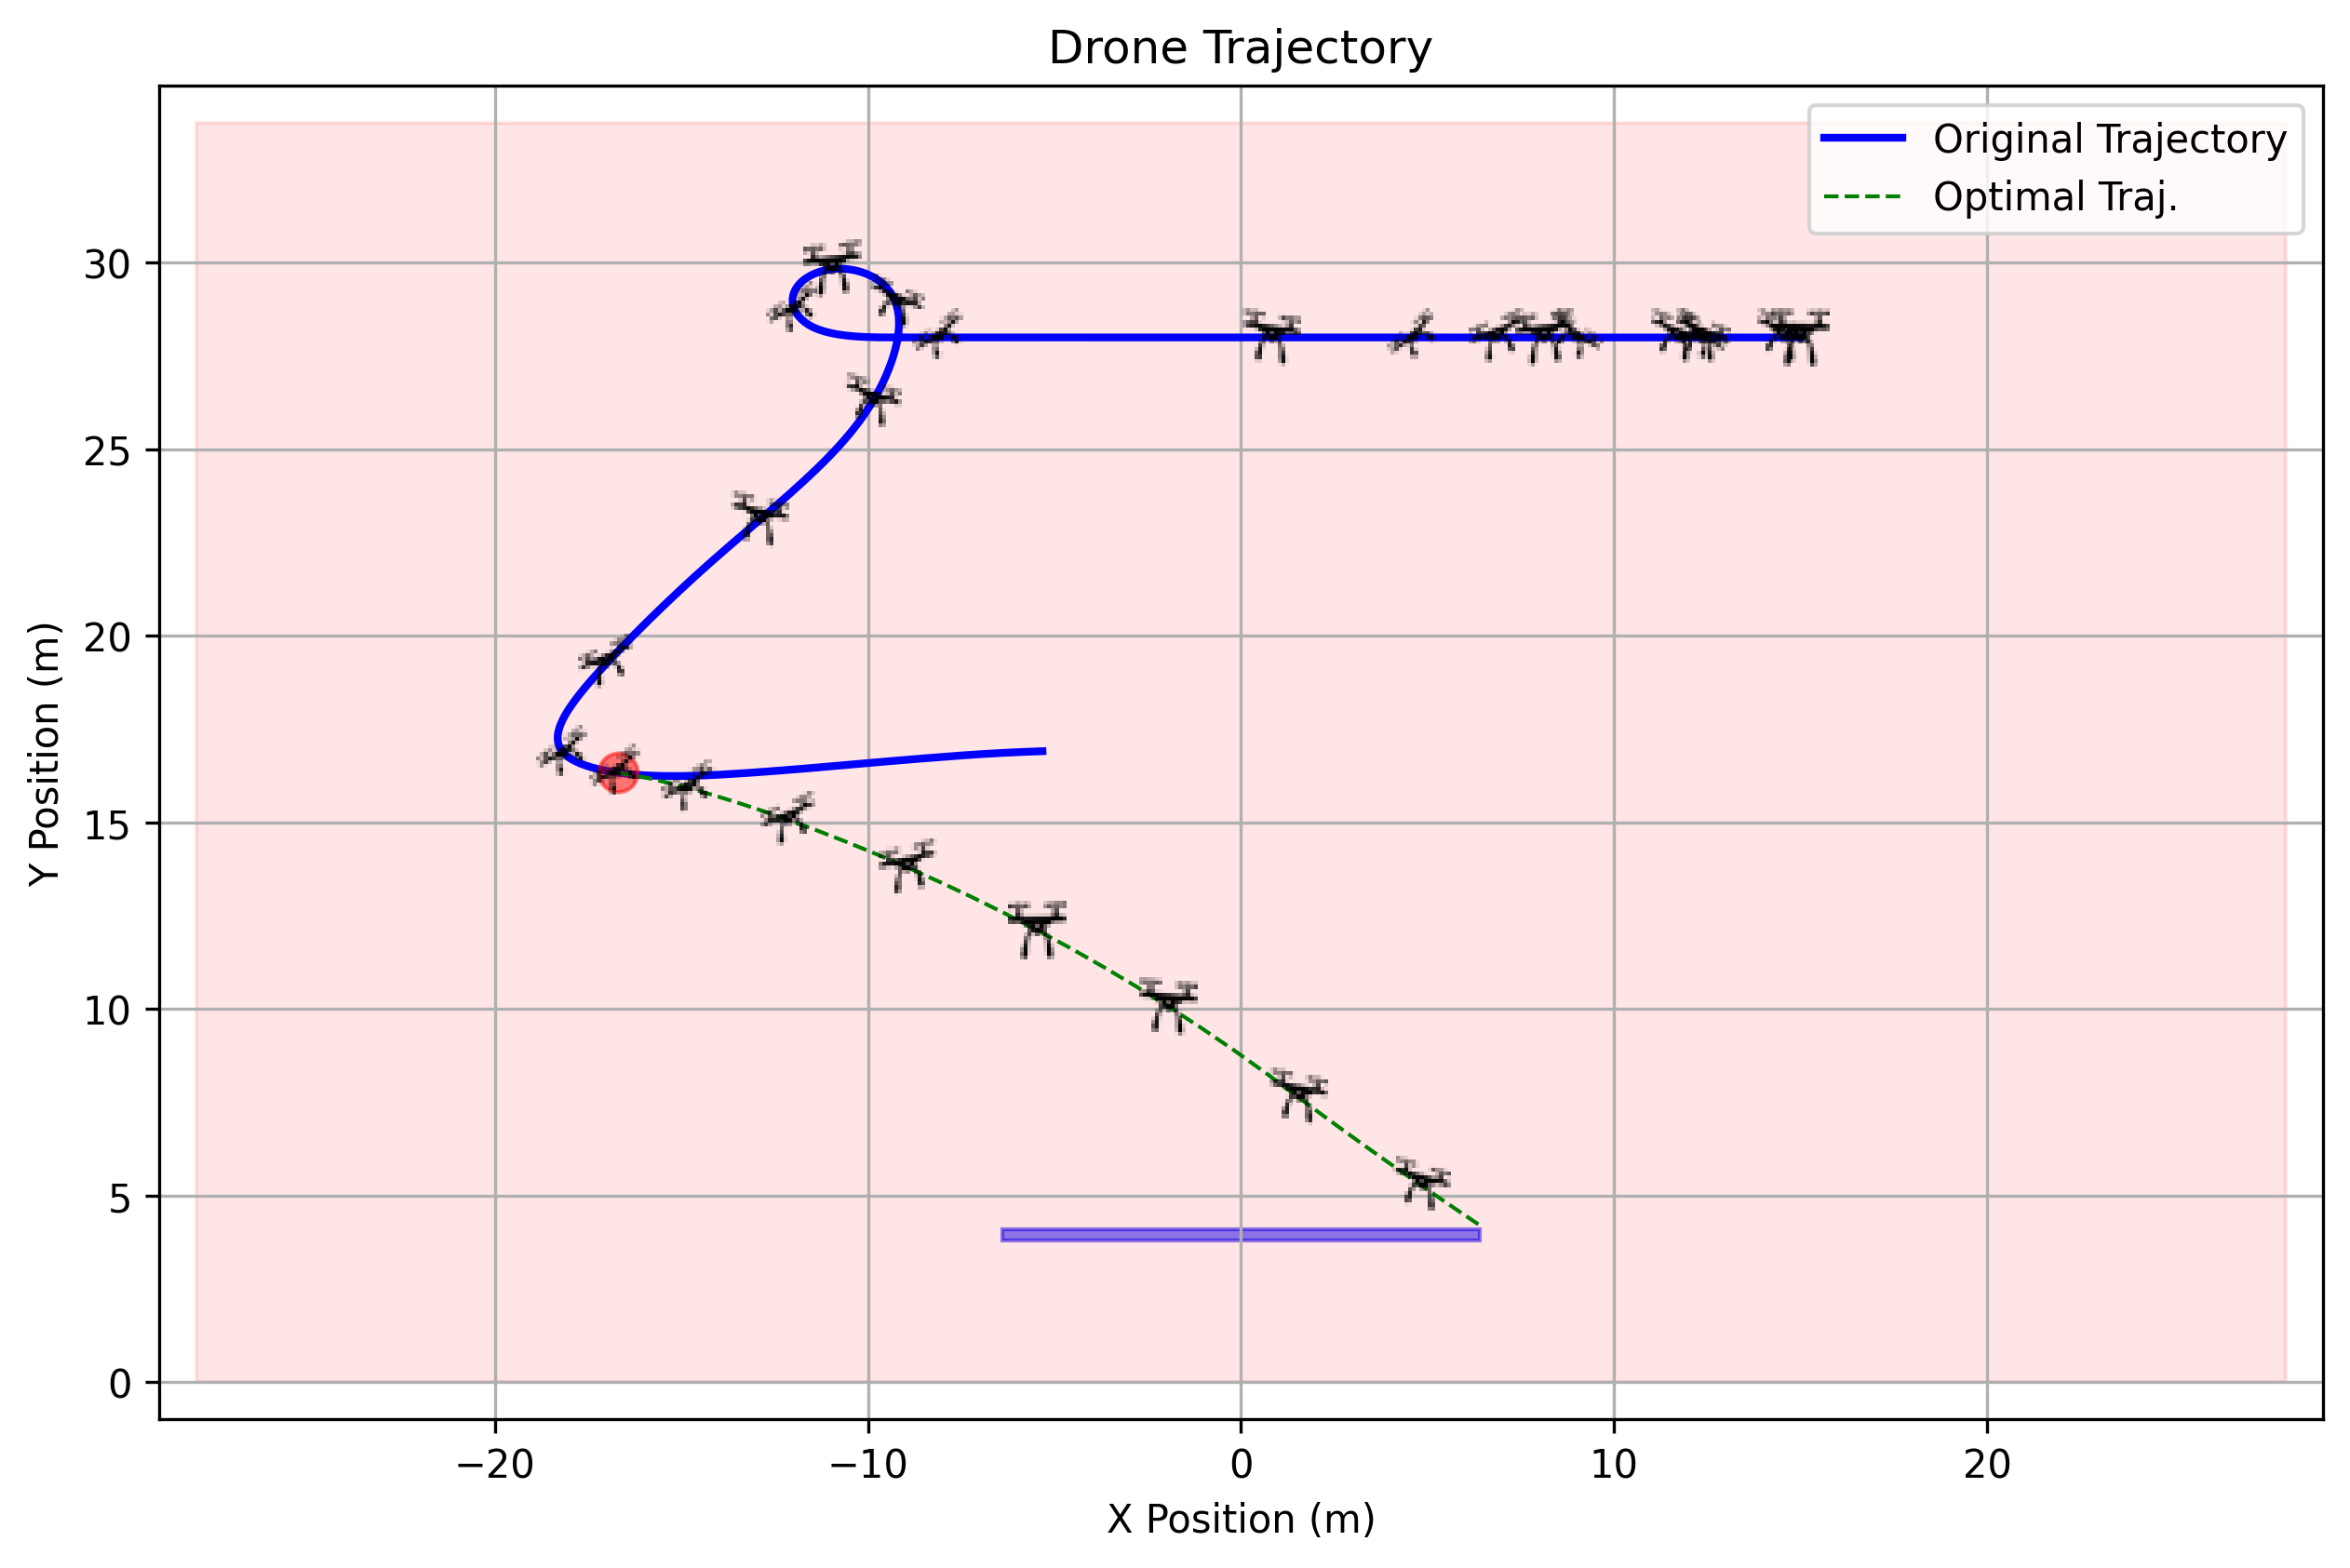 Drone Trajectory
Original Trajectory
Optimal Traj.
Y Position (m)
30
25
20
15
10
5
0
−20
−10
0
10
20
X Position (m)